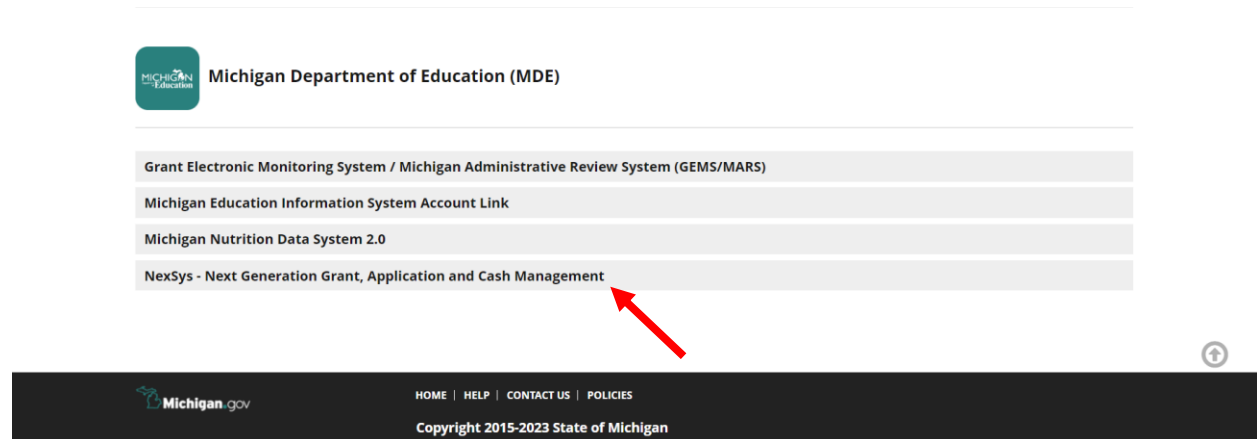 MICHIGAN
Education
Michigan Department of Education (MDE)
Grant Electronic Monitoring System / Michigan Administrative Review System (GEMS/MARS)
Michigan Education Information System Account Link
Michigan Nutrition Data System 2.0
NexSys - Next Generation Grant, Application and Cash Management
Michigan.gov
HOME | HELP | CONTACT US | POLICIES
Copyright 2015-2023 State of Michigan